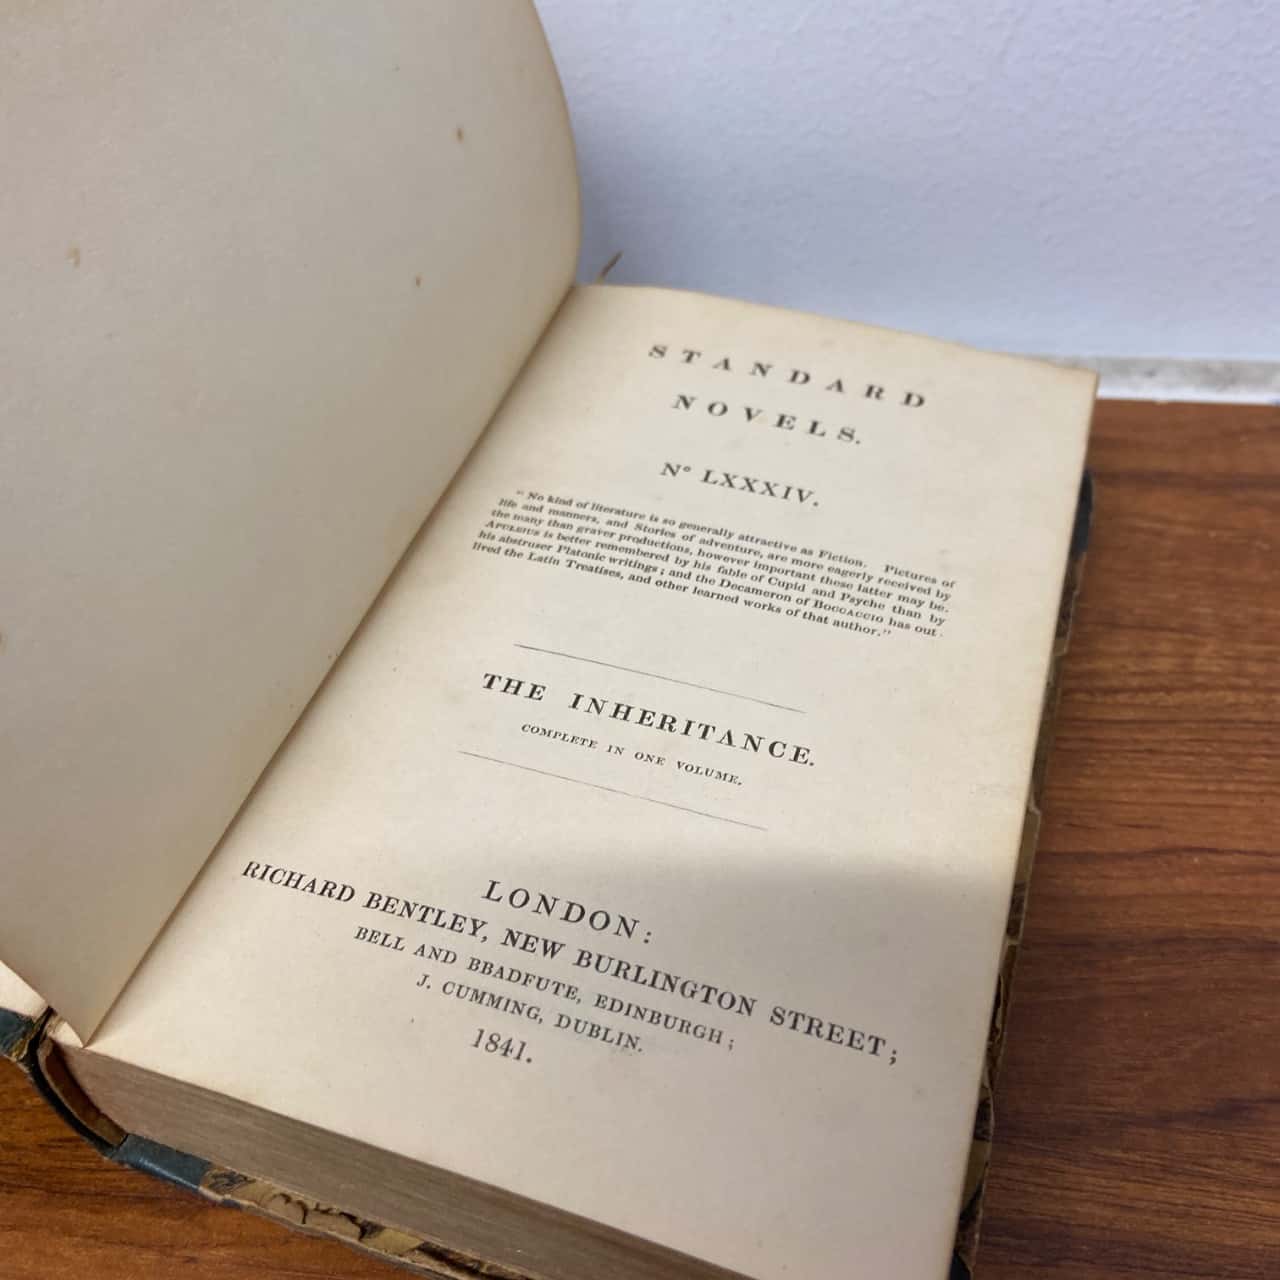 STANDARD
NOVELS.
No LXXXIV.
“ No kind of literature is so generally attractive as Fiction. Pictures of
life and manners, and Stories of adventure, are more eagerly received by
the many than graver productions, however important these latter may be.
APULEIUS is better remembered by his fable of Cupid and Psyche than by
his abstruser Platonic writings ; and the Decameron of BOCCACCIO has out-
lived the Latin Treatises, and other learned works of that author.”
THE INHERITANCE.
COMPLETE IN ONE VOLUME.
LONDON:
RICHARD BENTLEY, NEW BURLINGTON STREET;
BELL AND BBADFUTE, EDINBURGH;
J. CUMMING, DUBLIN.
1841.